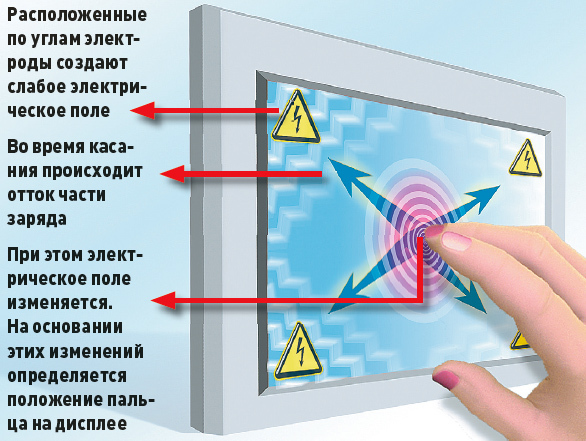 Расположенные
по углам элект-
роды создают
слабое электри-
ческое поле
Во время каса-
ния происходит
отток части
заряда
При этом элект-
рическое поле
изменяется.
На основании
этих изменений
определяется
положение паль-
ца на дисплее